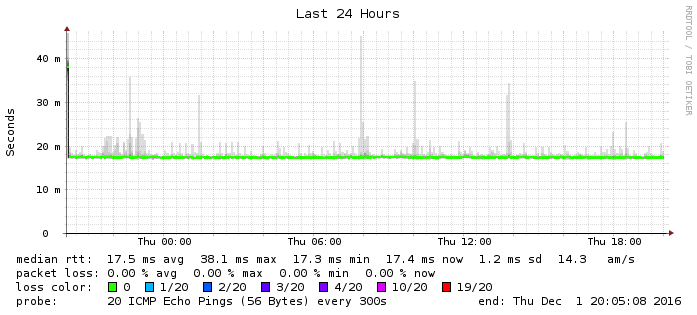 Last 24 Hours
RRDTOOL / TOBI OETIKER
Seconds
40 m
30 m
20 m
10 m
0
Thu 00:00 Thu 06:00 Thu 12:00 Thu 18:00
median rtt: 17.5 ms avg 38.1 ms max 17.3 ms min 17.4 ms now 1.2 ms sd 14.3 am/s
packet loss: 0.00 % avg 0.00 % max 0.00 % min 0.00 % now
loss color: 0 1/20 2/20 3/20 4/20 10/20 19/20
probe: 20 ICMP Echo Pings (56 Bytes) every 300s end: Thu Dec 1 20:05:08 2016